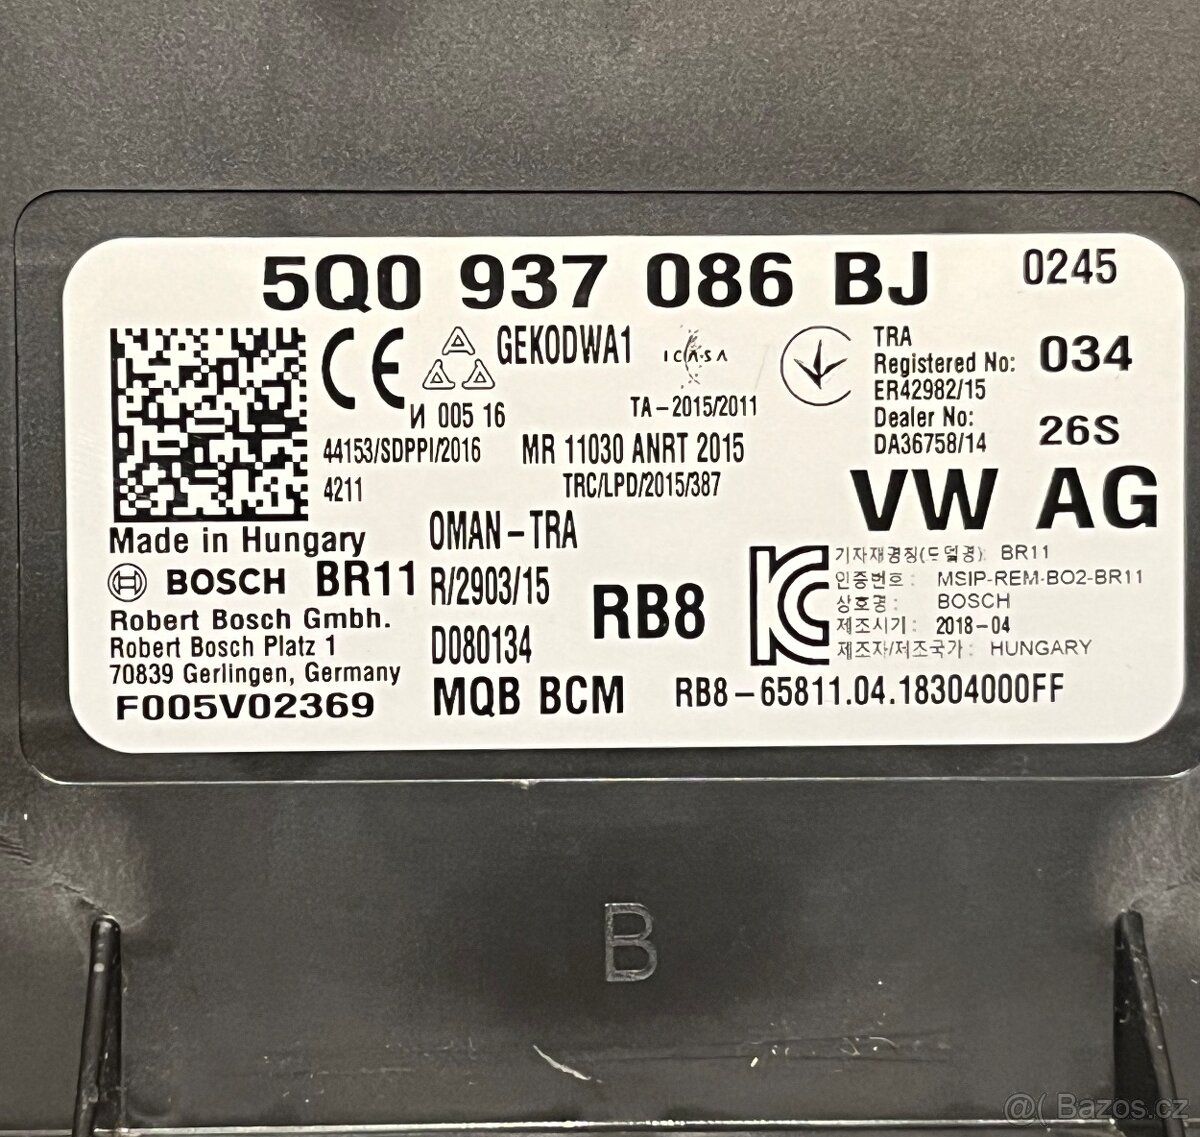 5Q0 937 086 BJ 0245
CE GEKODWA1 ICASA
И 005 16 TA-2015/2011
TRA
Registered No: 034
ER42982/15
Dealer No: 26S
DA36758/14
44153/SDPPI/2016 MR 11030 ANRT 2015
4211 TRC/LPD/2015/387
VW AG
Made in Hungary OMAN-TRA
BOSCH BR11 R/2903/15 RB8
Robert Bosch Gmbh.
Robert Bosch Platz 1 D080134
70839 Gerlingen, Germany
F005V02369 MQB BCM
기자재명칭(모델명): BR11
인증번호: MSIP-REM-BO2-BR11
상호명: BOSCH
제조시기: 2018-04
제조자/제조국가: HUNGARY
RB8-65811.04.18304000FF
B
@( Bazos.cz